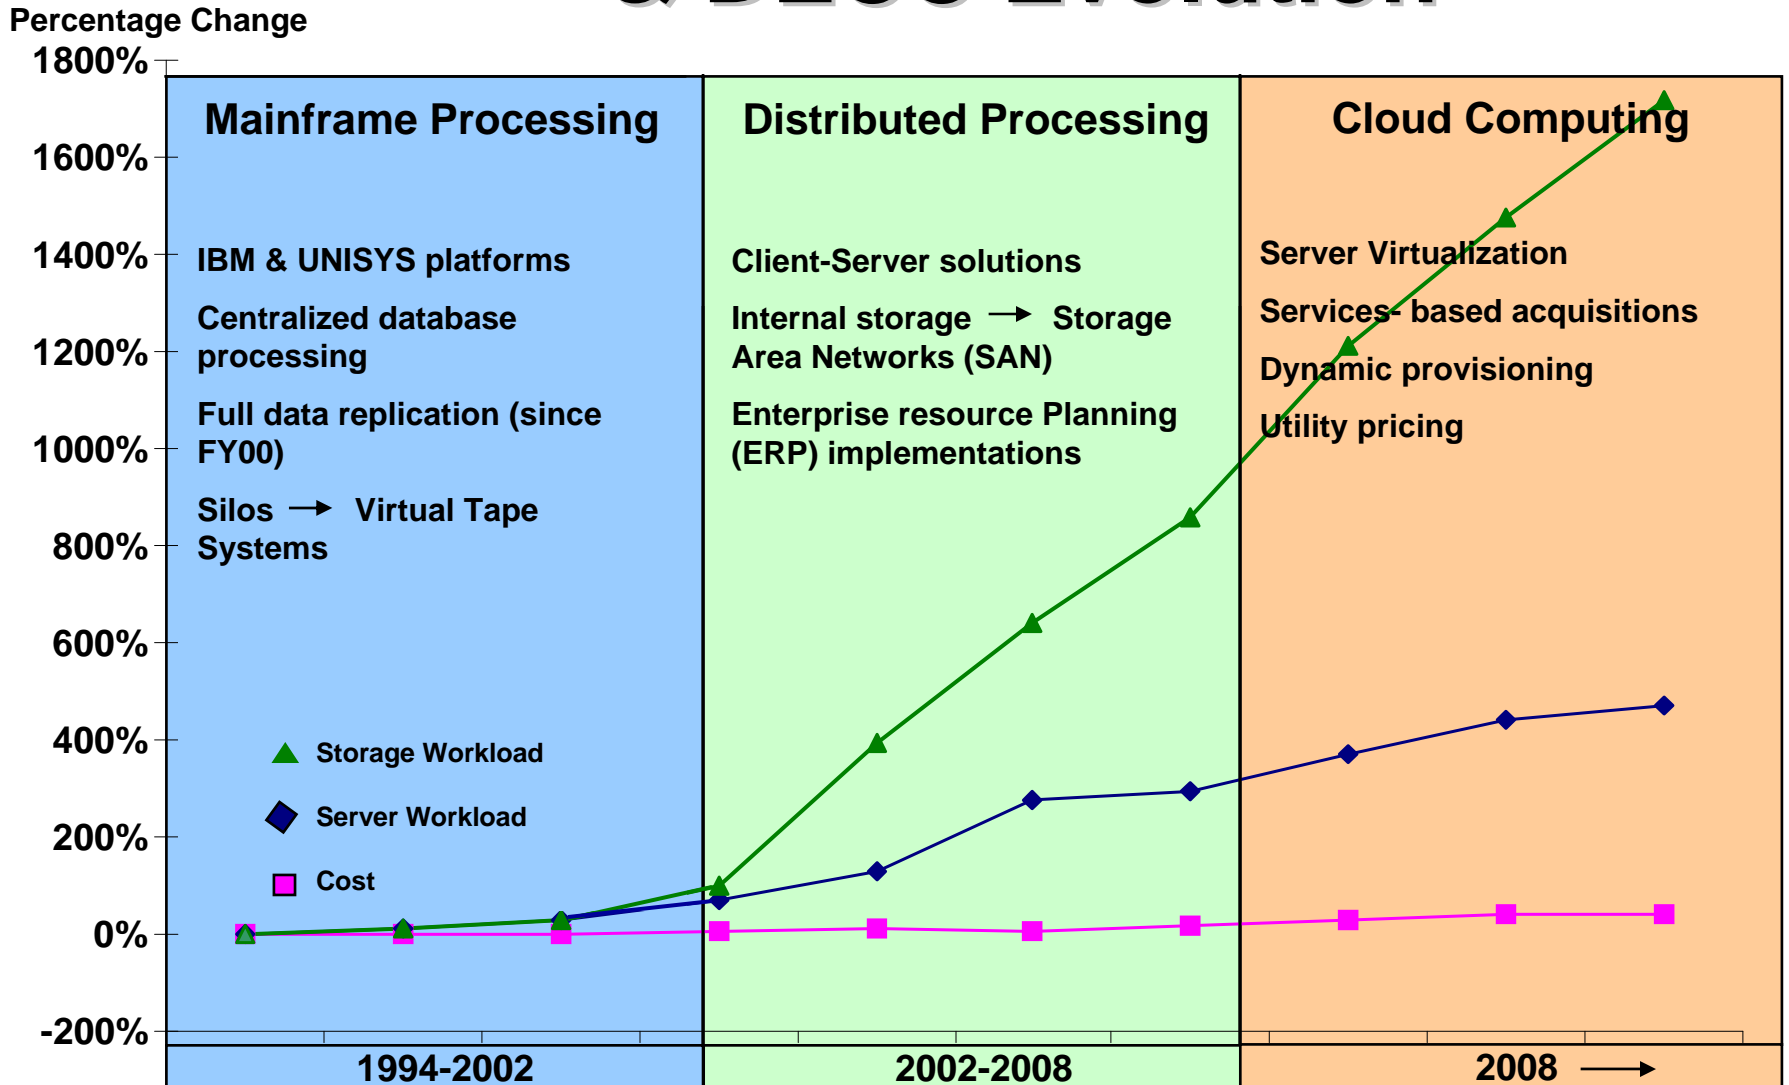 Percentage Change
1800%
1600%
1400%
1200%
1000%
800%
600%
400%
200%
0%
-200%
Mainframe Processing
IBM & UNISYS platforms
Centralized database
processing
Full data replication (since
FY00)
Silos → Virtual Tape
Systems
Storage Workload
Server Workload
Cost
1994-2002
Distributed Processing
Client-Server solutions
Internal storage → Storage
Area Networks (SAN)
Enterprise resource Planning
(ERP) implementations
2002-2008
Cloud Computing
Server Virtualization
Services- based acquisitions
Dynamic provisioning
Utility pricing
2008 →